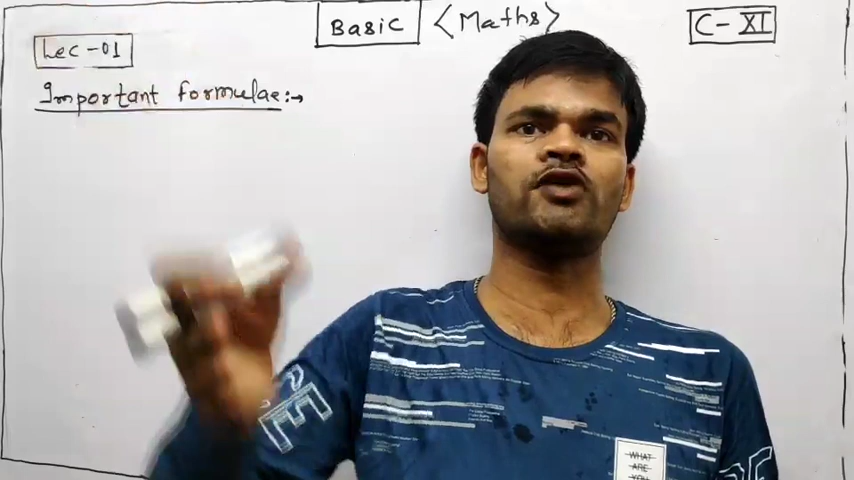 Basic <Maths>
C-XI
Lec-01
Important formulae:→
WHAT
ARE
YOU